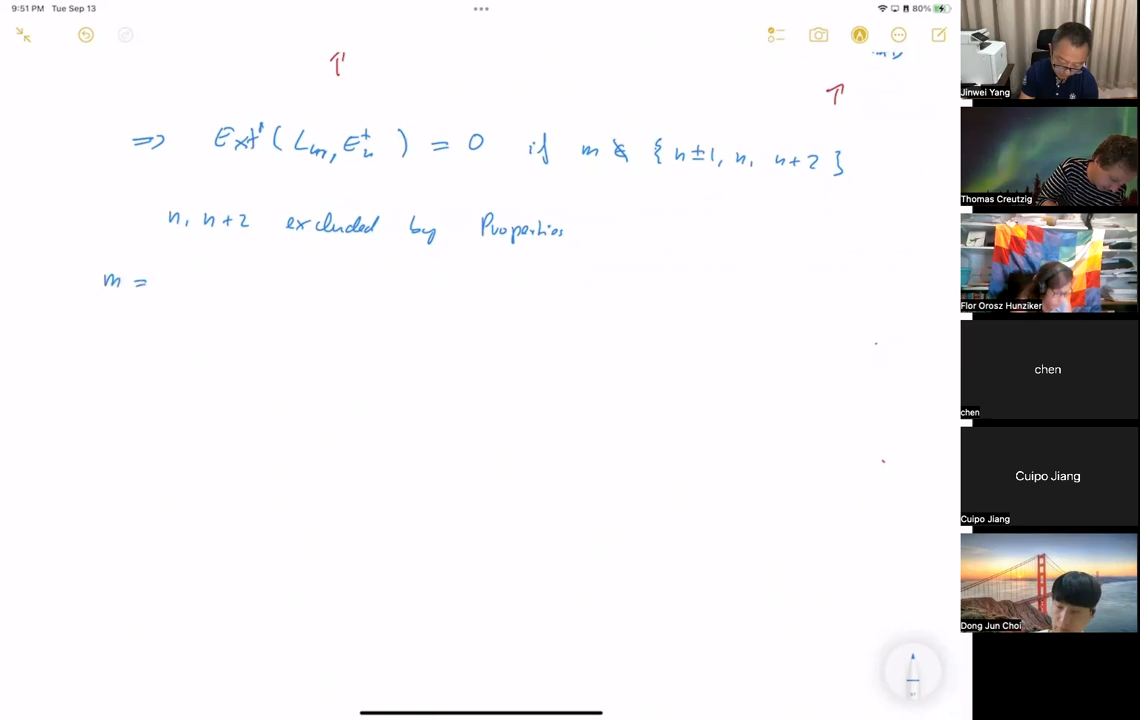 9:51 PM Tue Sep 13
80%
⇒ Ext¹( L_m, E_n^+ ) = 0 if m ∉ { n±1, n, n+2 }
n, n+2 excluded by Properties
m =
Jinwei Yang
Thomas Creutzig
Flor Orosz Hunziker
chen
chen
Cuipo Jiang
Cuipo Jiang
Dong Jun Choi